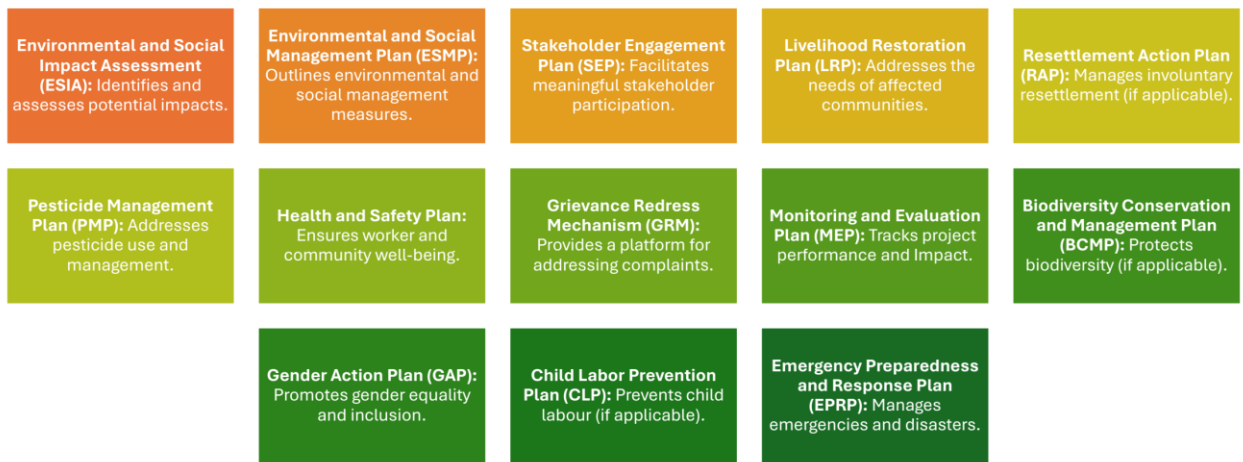 Environmental and Social
Impact Assessment
(ESIA): Identifies and
assesses potential impacts.
Environmental and Social
Management Plan (ESMP):
Outlines environmental and
social management
measures.
Stakeholder Engagement
Plan (SEP): Facilitates
meaningful stakeholder
participation.
Livelihood Restoration
Plan (LRP): Addresses the
needs of affected
communities.
Resettlement Action Plan
(RAP): Manages involuntary
resettlement (if applicable).
Pesticide Management
Plan (PMP): Addresses
pesticide use and
management.
Health and Safety Plan:
Ensures worker and
community well-being.
Grievance Redress
Mechanism (GRM):
Provides a platform for
addressing complaints.
Monitoring and Evaluation
Plan (MEP): Tracks project
performance and Impact.
Biodiversity Conservation
and Management Plan
(BCMP): Protects
biodiversity (if applicable).
Gender Action Plan (GAP):
Promotes gender equality
and inclusion.
Child Labor Prevention
Plan (CLP): Prevents child
labour (if applicable).
Emergency Preparedness
and Response Plan
(EPRP): Manages
emergencies and disasters.